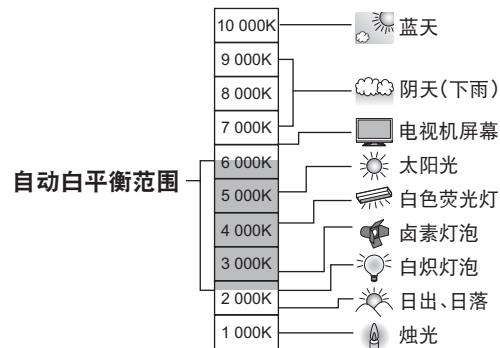 10 000K 蓝天
9 000K
8 000K 阴天(下雨)
7 000K
电视机屏幕
6 000K 太阳光
自动白平衡范围
5 000K
白色荧光灯
4 000K
卤素灯泡
3 000K
白炽灯泡
2 000K 日出、日落
1 000K 烛光